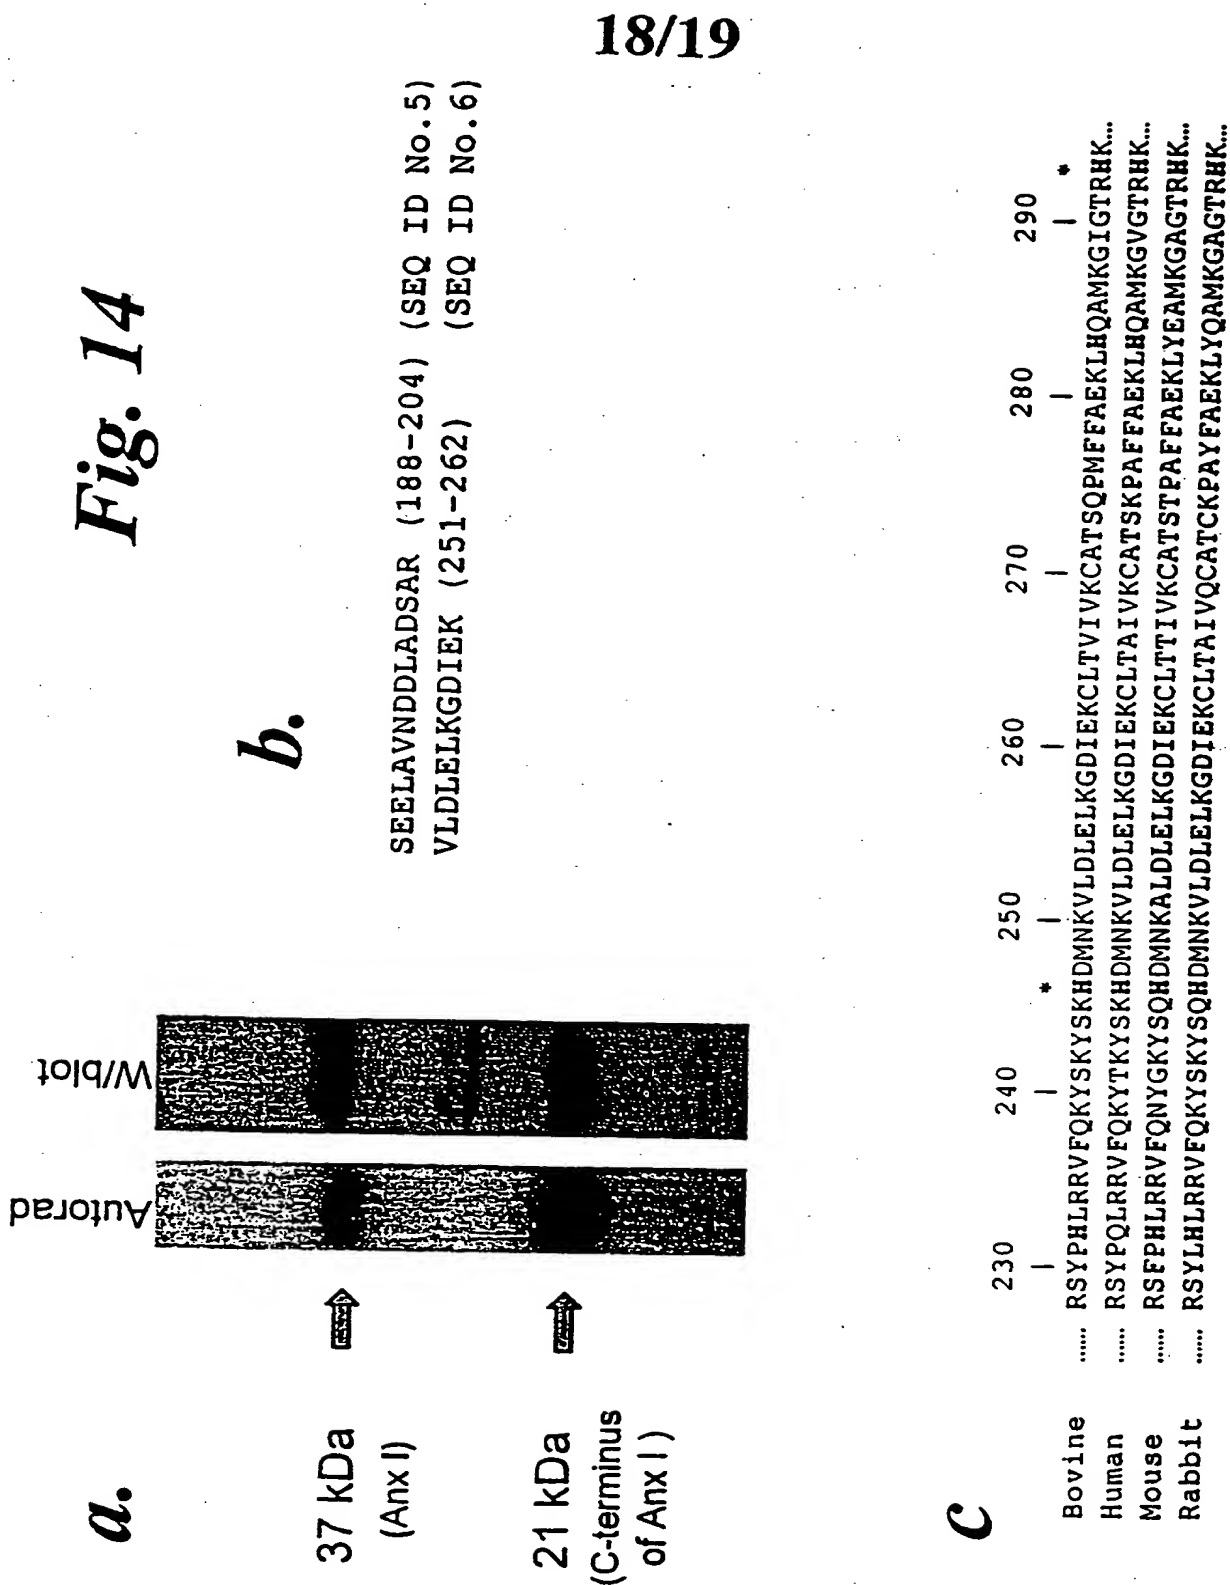 18/19
Fig. 14
a.
Autorad
W/blot
37 kDa
(Anx I)
21 kDa
(C-terminus
of Anx I)
b.
SEELAVNDDLADSAR (188-204) (SEQ ID No.5)
VLDLELKGDIEK (251-262) (SEQ ID No.6)
c
230 240 250 260 270 280 290
* *
Bovine ...... RSYPHLRRVFQKYSKYSKHDMNKVLDLELKGDIEKCLTVIVKCATSQPMFFAEKLHQAMKGIGTRHK...
Human ...... RSYPQLRRVFQKYTKYSKHDMNKVLDLELKGDIEKCLTAIVKCATSKPAFFAEKLHQAMKGVGTRHK...
Mouse ...... RSFPHLRRVFQNYGKYSQHDMNKALDLELKGDIEKCLTTIVKCATSTPAFFAEKLYEAMKGAGTRHK...
Rabbit ...... RSYLHLRRVFQKYSKYSQHDMNKVLDLELKGDIEKCLTAIVQCATCKPAYFAEKLYQAMKGAGTRHK...